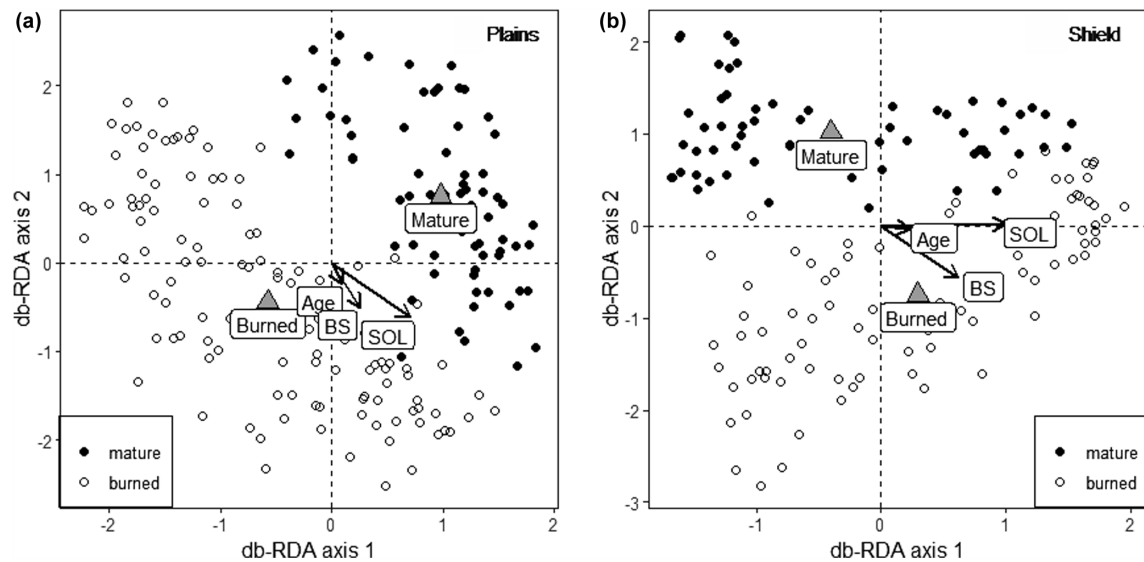 (a)
Plains
2
1
0
-1
-2
db-RDA axis 2
Mature
Age
Burned
BS
SOL
mature
burned
-2
-1
0
1
2
db-RDA axis 1
(b)
Shield
2
1
0
-1
-2
-3
db-RDA axis 2
Mature
Age
SOL
BS
Burned
mature
burned
-1
0
1
2
db-RDA axis 1